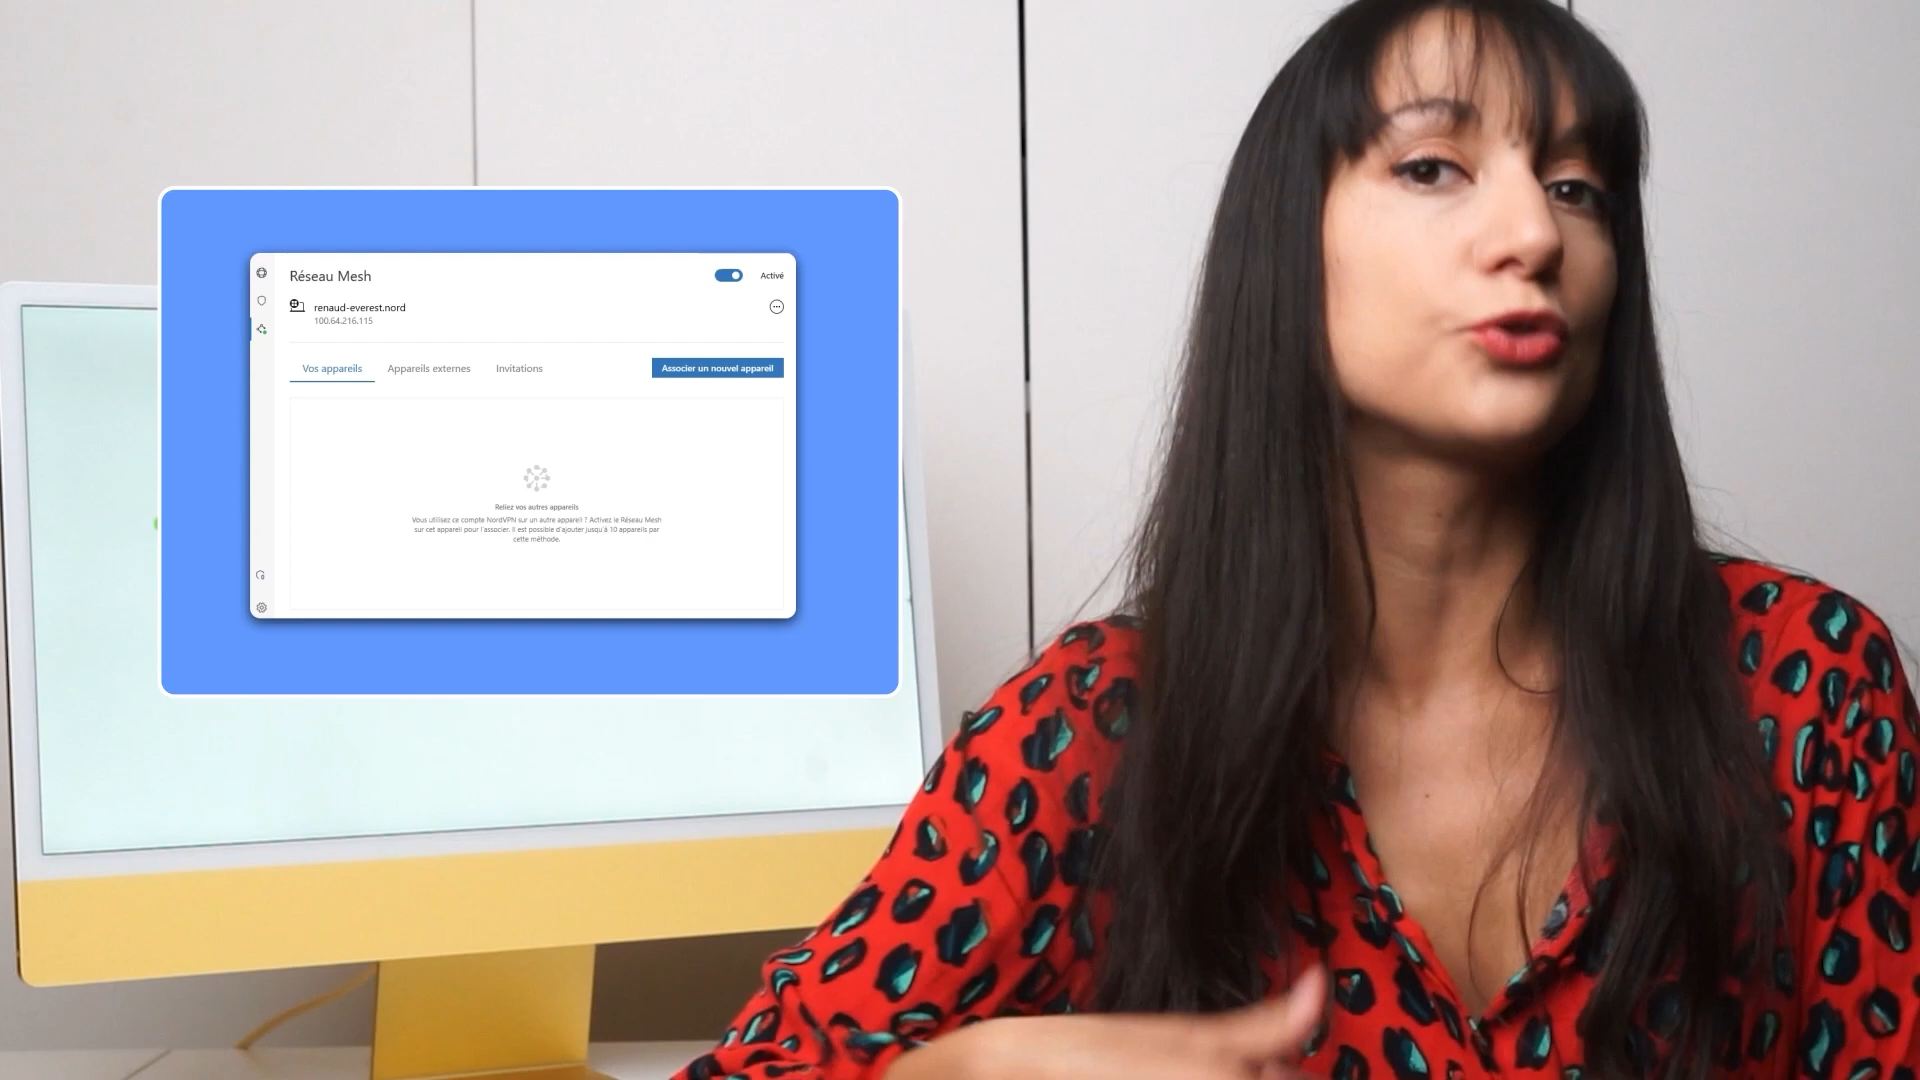 Réseau Mesh
Activé
renaud-everest.nord
100.64.216.115
Vos appareils
Appareils externes
Invitations
Associer un nouvel appareil
Reliez vos autres appareils
Vous utilisez ce compte NordVPN sur un autre appareil ? Activez le Réseau Mesh
sur cet appareil pour l'associer. Il est possible d'ajouter jusqu'à 10 appareils par
cette méthode.